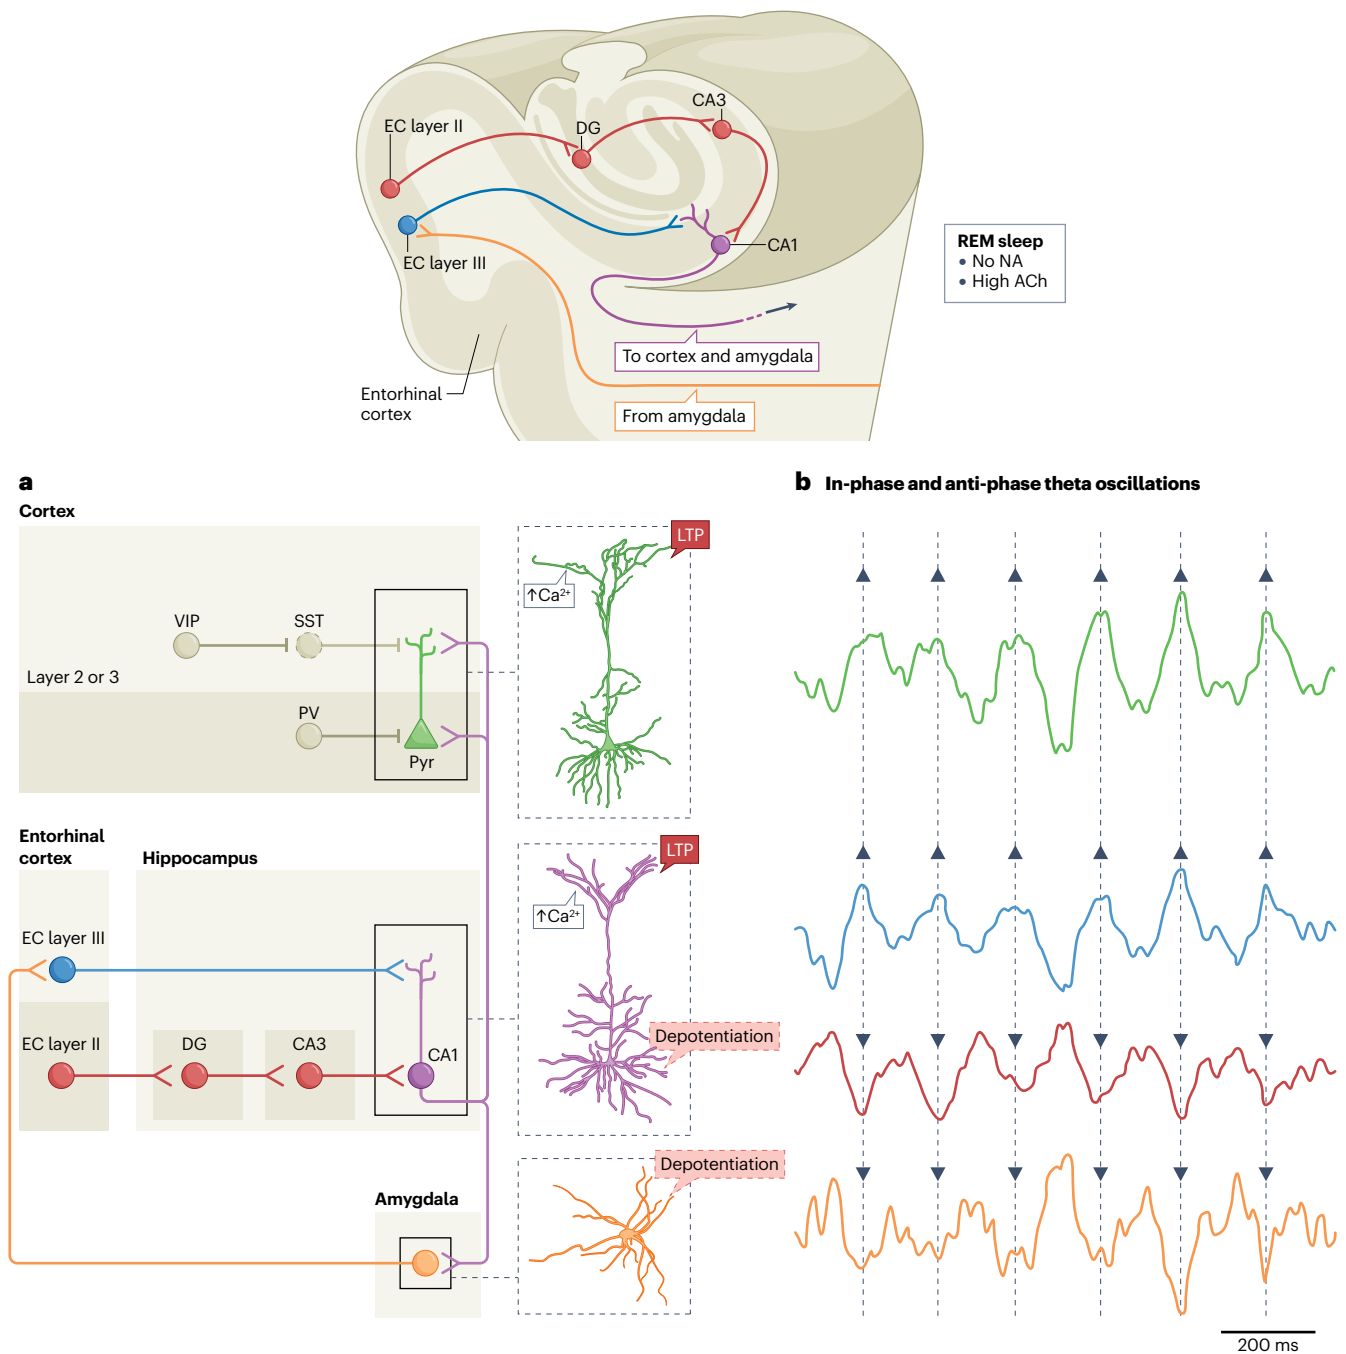 EC layer II
DG
CA3
EC layer III
CA1
REM sleep
• No NA
• High ACh
To cortex and amygdala
Entorhinal
cortex
From amygdala
a
Cortex
VIP
SST
Layer 2 or 3
PV
Pyr
LTP
↑Ca²⁺
Entorhinal
cortex
Hippocampus
EC layer III
EC layer II
DG
CA3
CA1
LTP
↑Ca²⁺
Depotentiation
Amygdala
Depotentiation
b In-phase and anti-phase theta oscillations
200 ms